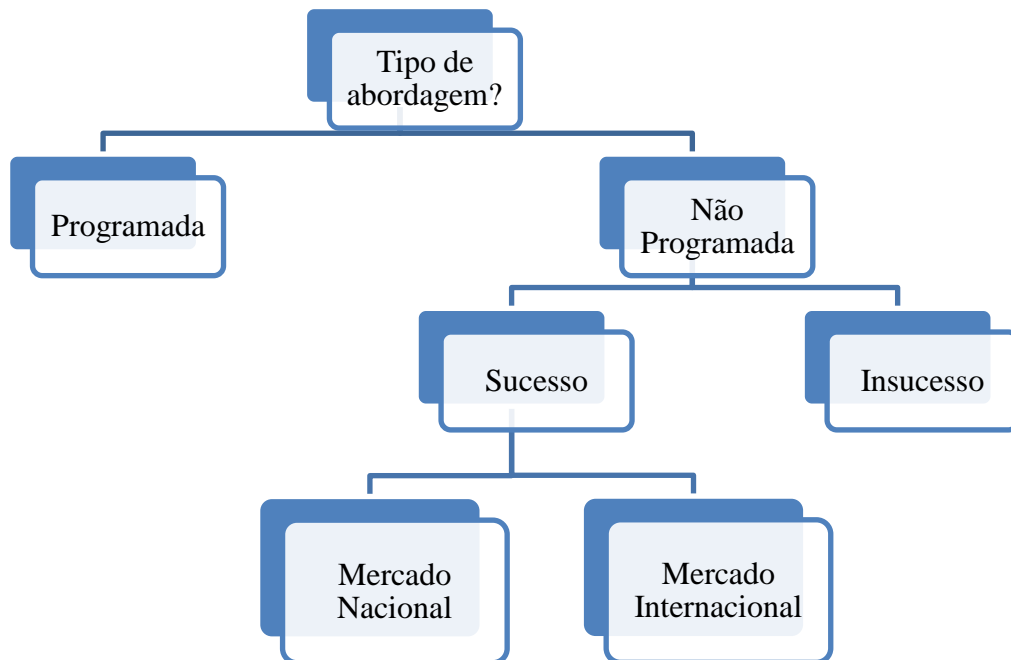 Tipo de
abordagem?
Programada
Não
Programada
Sucesso
Insucesso
Mercado
Nacional
Mercado
Internacional